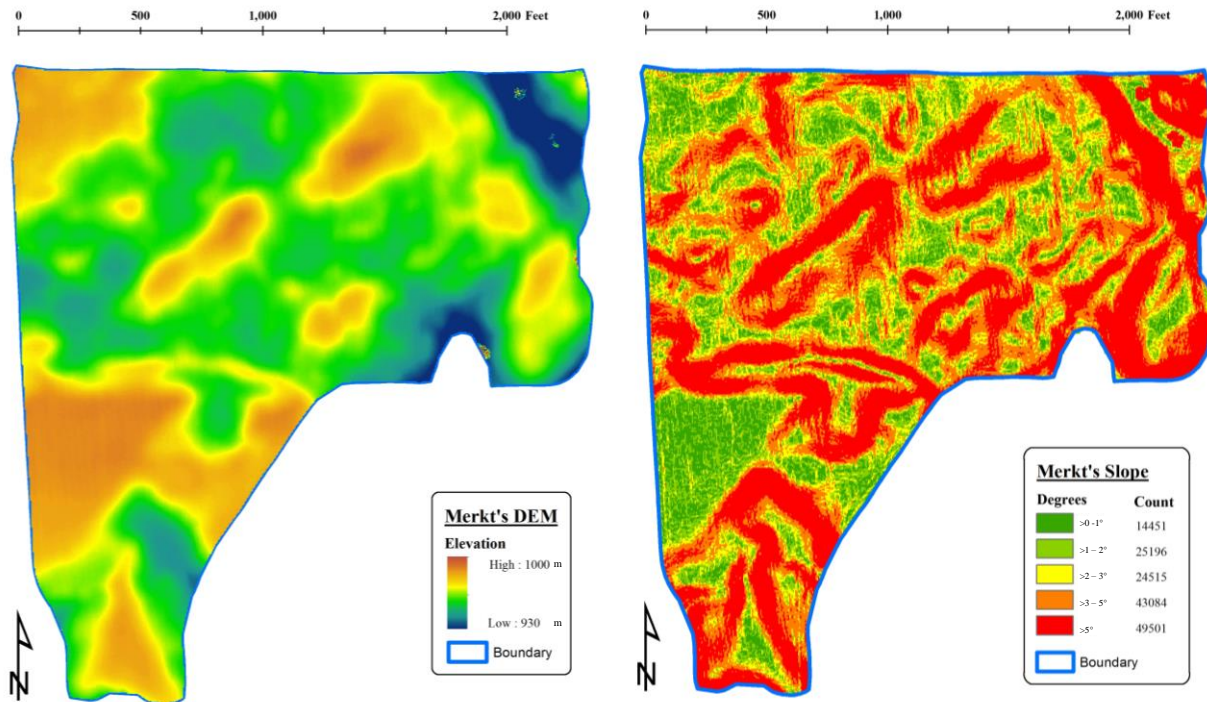 0 500 1,000 2,000 Feet
0 500 1,000 2,000 Feet
Merkt's DEM
Elevation
High : 1000 m
Low : 930 m
Boundary
N
Merkt's Slope
Degrees Count
>0 -1° 14451
>1 – 2° 25196
>2 – 3° 24515
>3 – 5° 43084
>5° 49501
Boundary
N